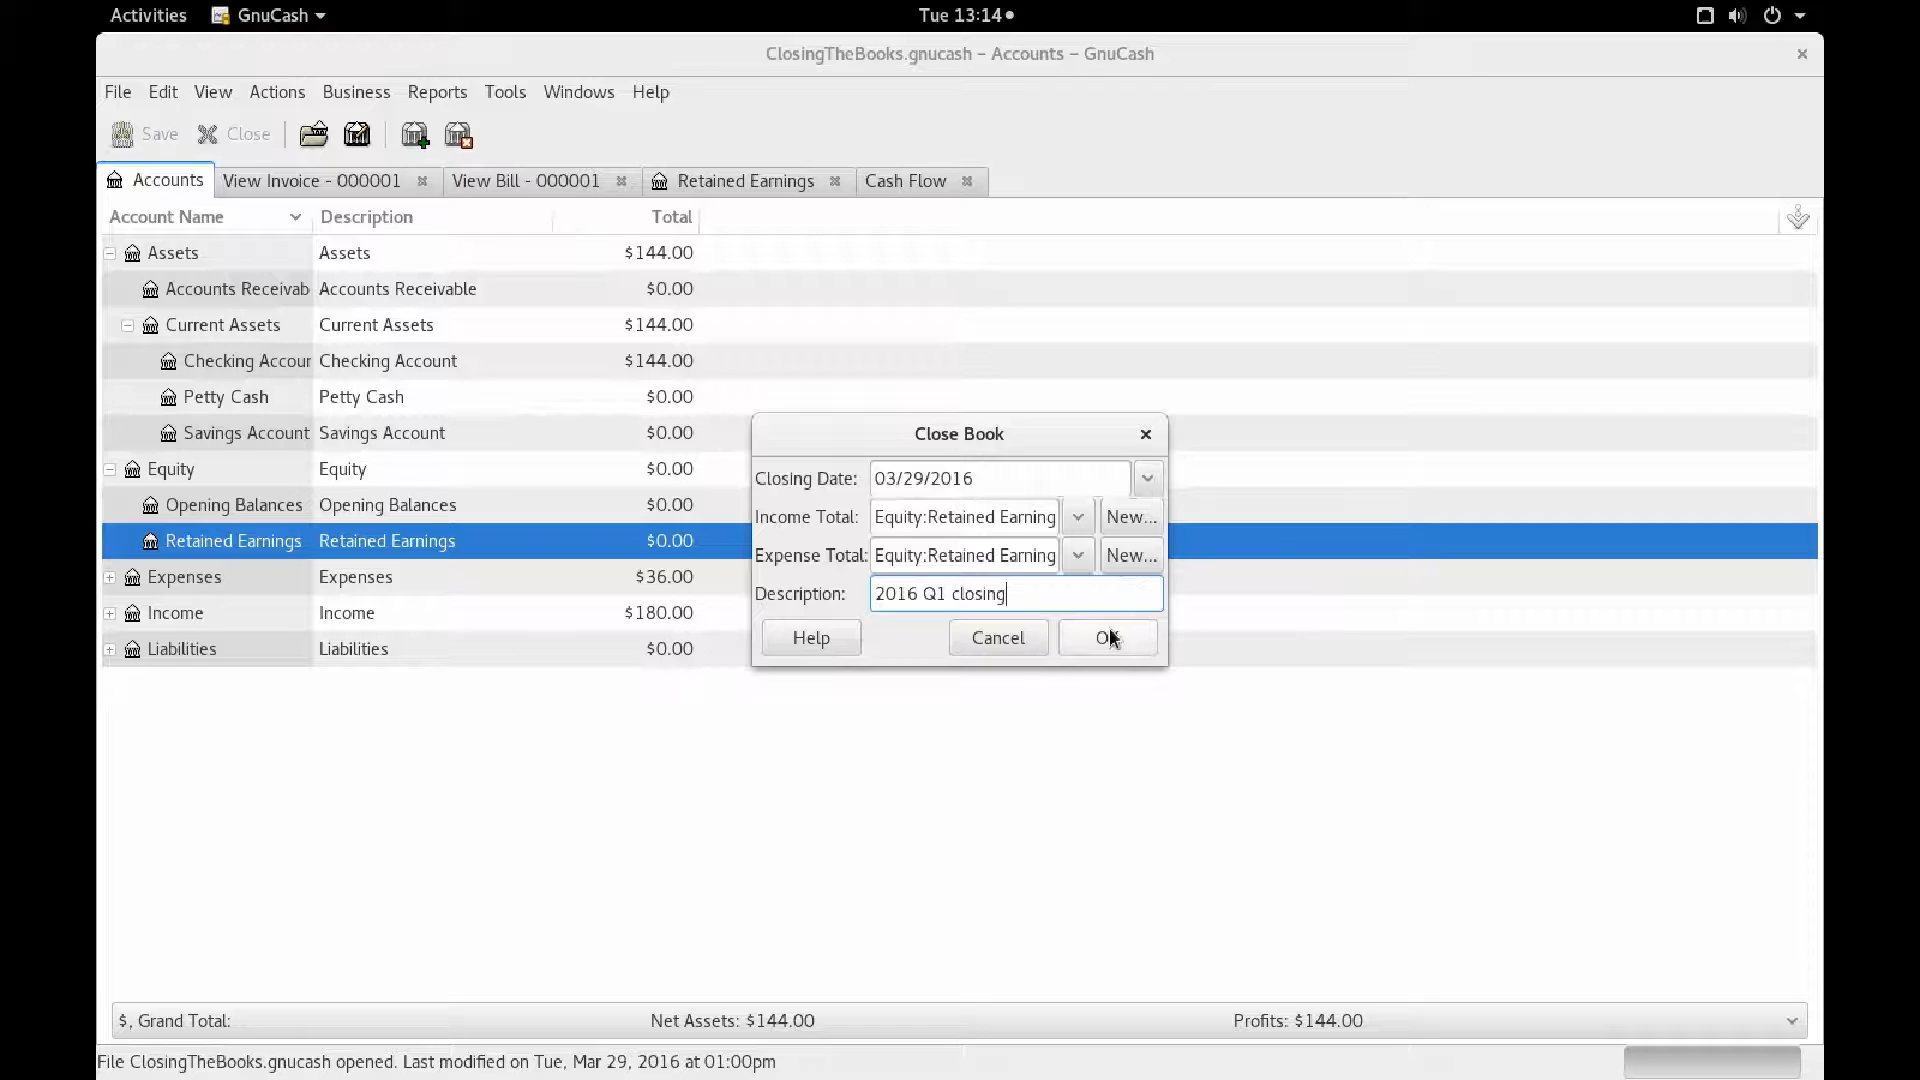 Activities GnuCash Tue 13:14
ClosingTheBooks.gnucash – Accounts – GnuCash
File Edit View Actions Business Reports Tools Windows Help
Save Close
Accounts View Invoice - 000001 View Bill - 000001 Retained Earnings Cash Flow
Account Name Description Total
Assets Assets $144.00
Accounts Receivab Accounts Receivable $0.00
Current Assets Current Assets $144.00
Checking Accour Checking Account $144.00
Petty Cash Petty Cash $0.00
Savings Account Savings Account $0.00
Equity Equity $0.00
Opening Balances Opening Balances $0.00
Retained Earnings Retained Earnings $0.00
Expenses Expenses $36.00
Income Income $180.00
Liabilities Liabilities $0.00
Close Book
Closing Date: 03/29/2016
Income Total: Equity:Retained Earning New...
Expense Total: Equity:Retained Earning New...
Description: 2016 Q1 closing
Help Cancel
$, Grand Total: Net Assets: $144.00 Profits: $144.00
File ClosingTheBooks.gnucash opened. Last modified on Tue, Mar 29, 2016 at 01:00pm